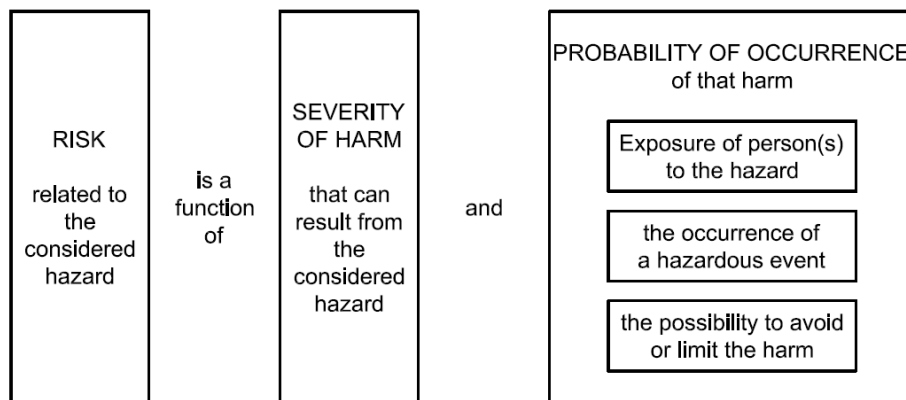 RISK
related to
the
considered
hazard
is a
function
of
SEVERITY
OF HARM
that can
result from
the
considered
hazard
and
PROBABILITY OF OCCURRENCE
of that harm
Exposure of person(s)
to the hazard
the occurrence of
a hazardous event
the possibility to avoid
or limit the harm